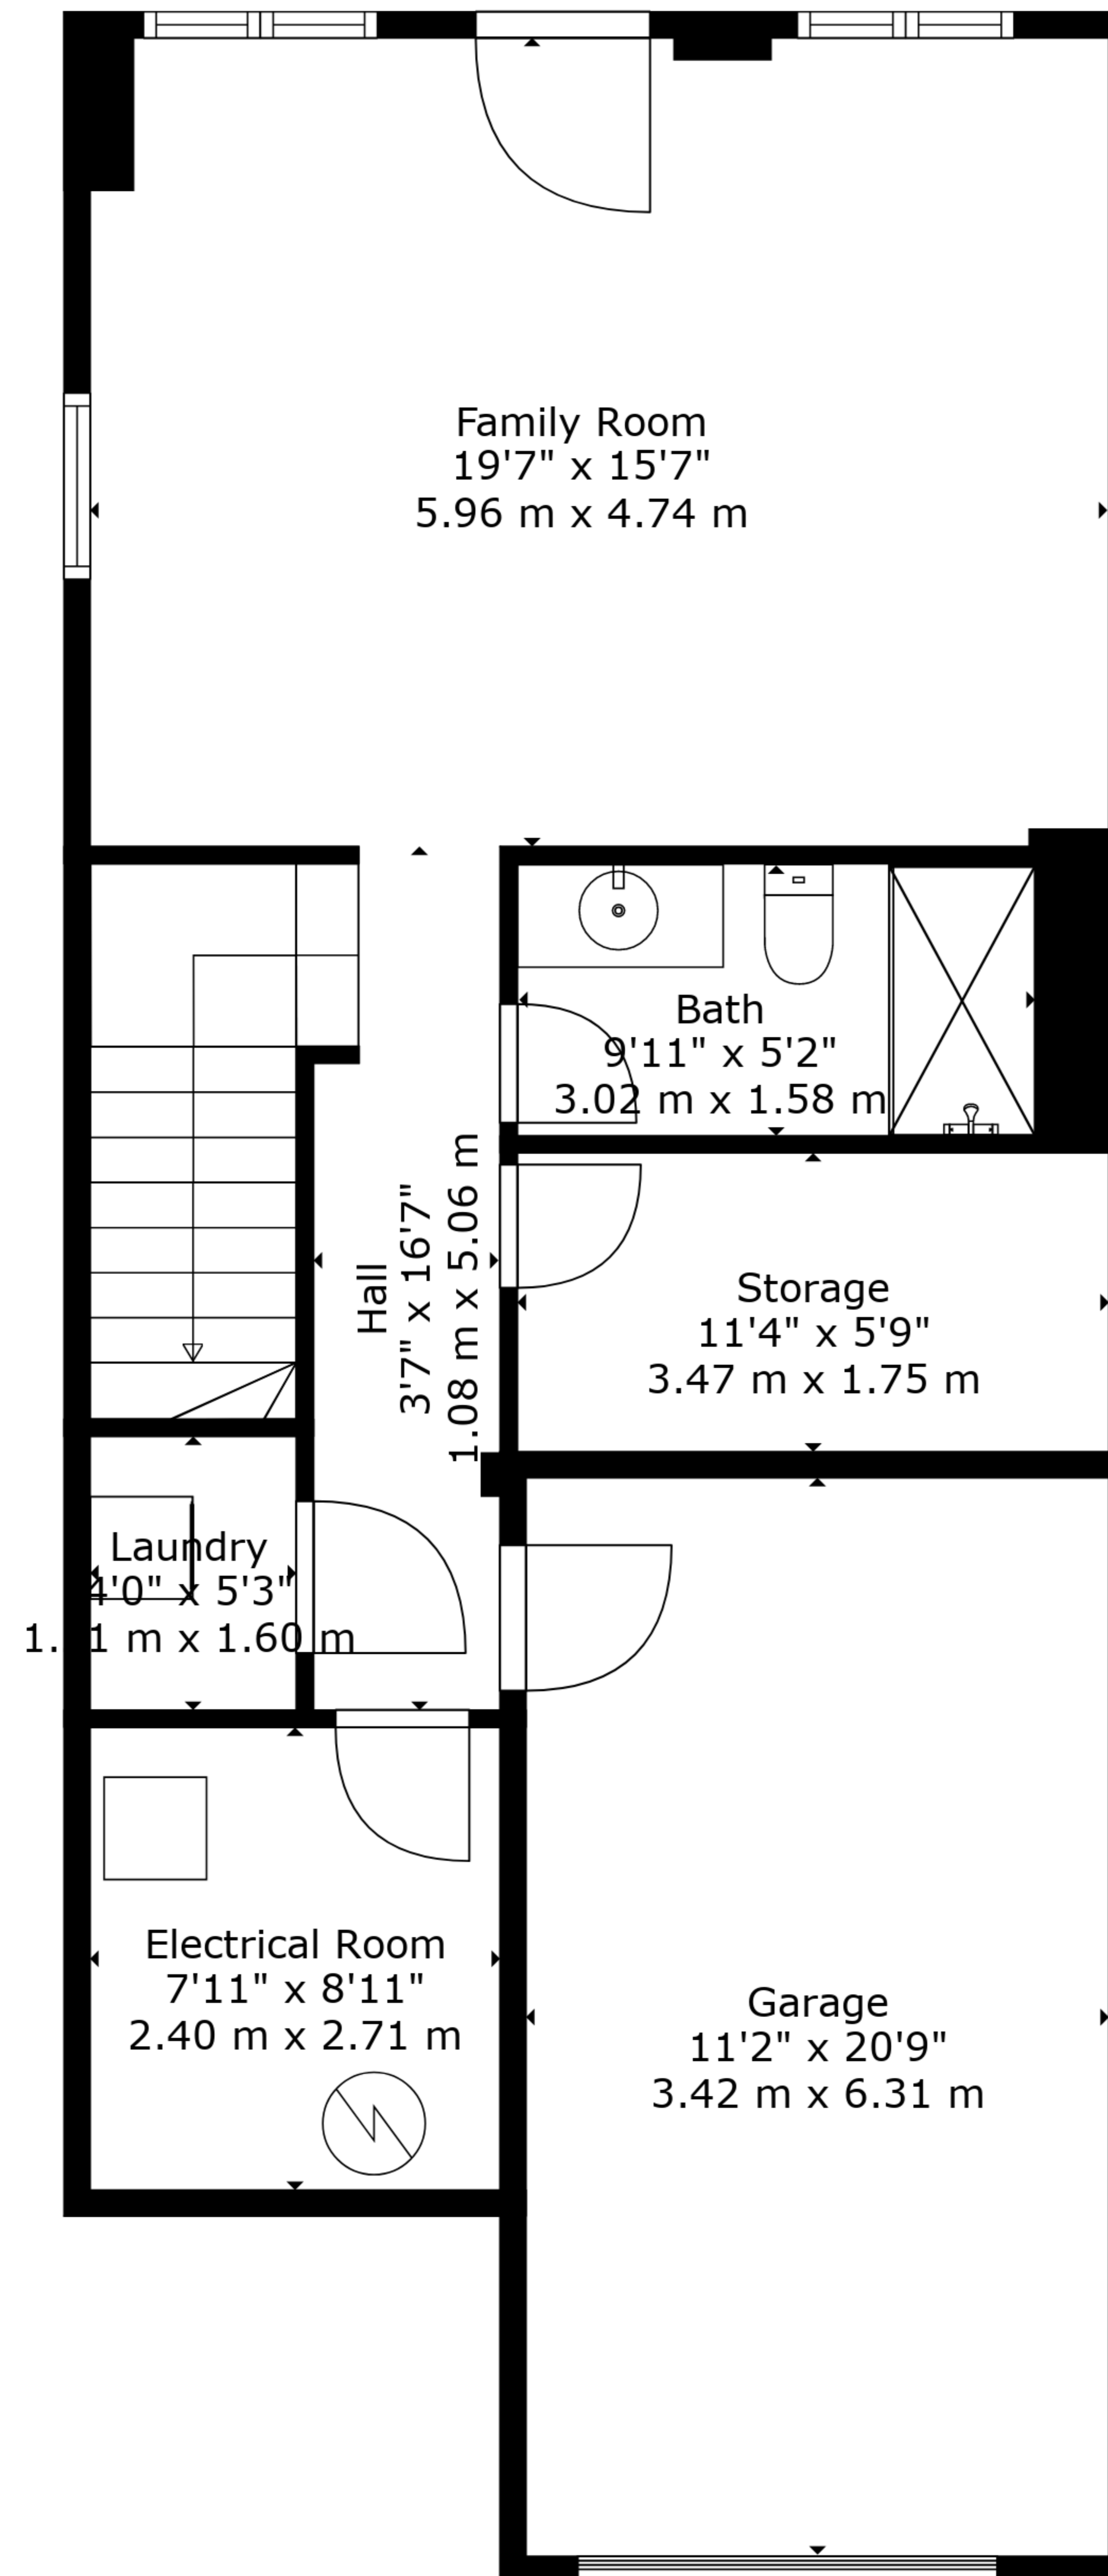 Family Room
19'7" x 15'7"
5.96 m x 4.74 m
Bath
9'11" x 5'2"
3.02 m x 1.58 m
Hall
3'7" x 16'7"
1.08 m x 5.06 m
Storage
11'4" x 5'9"
3.47 m x 1.75 m
Laundry
4'0" x 5'3"
m x 1.60 m
Electrical Room
7'11" x 8'11"
2.40 m x 2.71 m
Garage
11'2" x 20'9"
3.42 m x 6.31 m